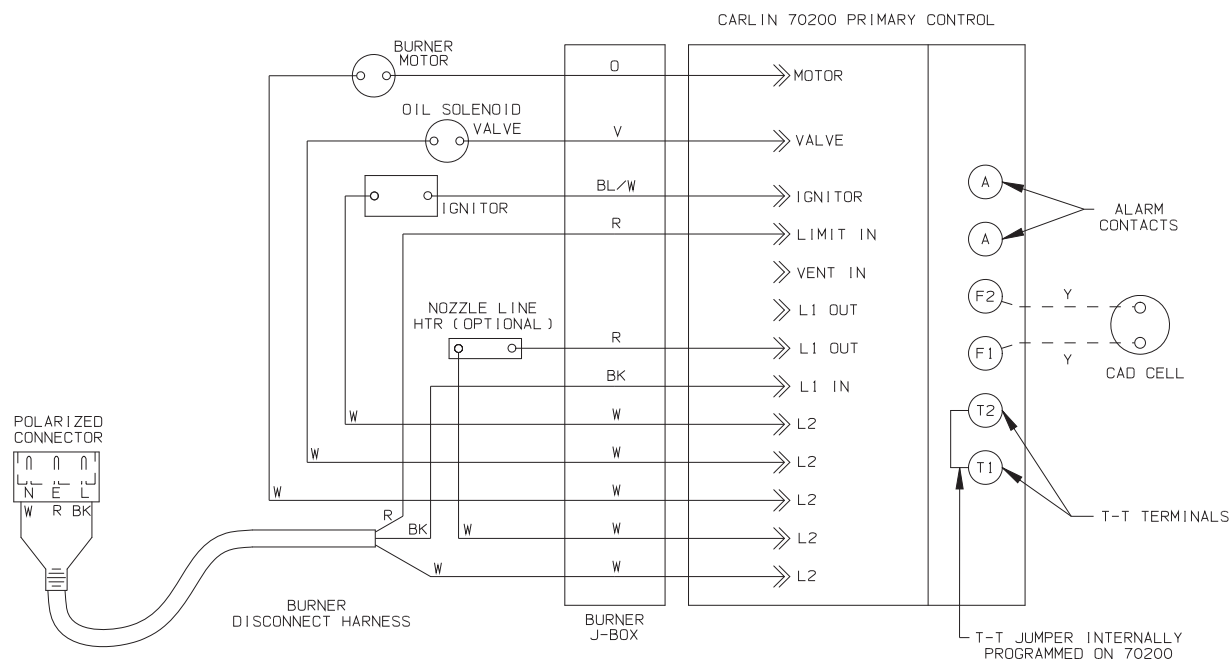 CARLIN 70200 PRIMARY CONTROL
BURNER
MOTOR
O
MOTOR
OIL SOLENOID
VALVE
V
VALVE
BL/W
IGNITOR
IGNITOR
R
LIMIT IN
VENT IN
L1 OUT
NOZZLE LINE
HTR (OPTIONAL)
R
L1 OUT
BK
L1 IN
W
W
L2
W
W
L2
W
W
L2
W
W
L2
W
W
L2
A
A
ALARM
CONTACTS
F2
Y
F1
Y
CAD CELL
T2
T1
T-T TERMINALS
T-T JUMPER INTERNALLY
PROGRAMMED ON 70200
POLARIZED
CONNECTOR
N E L
W R BK
R
BK
BURNER
DISCONNECT HARNESS
BURNER
J-BOX